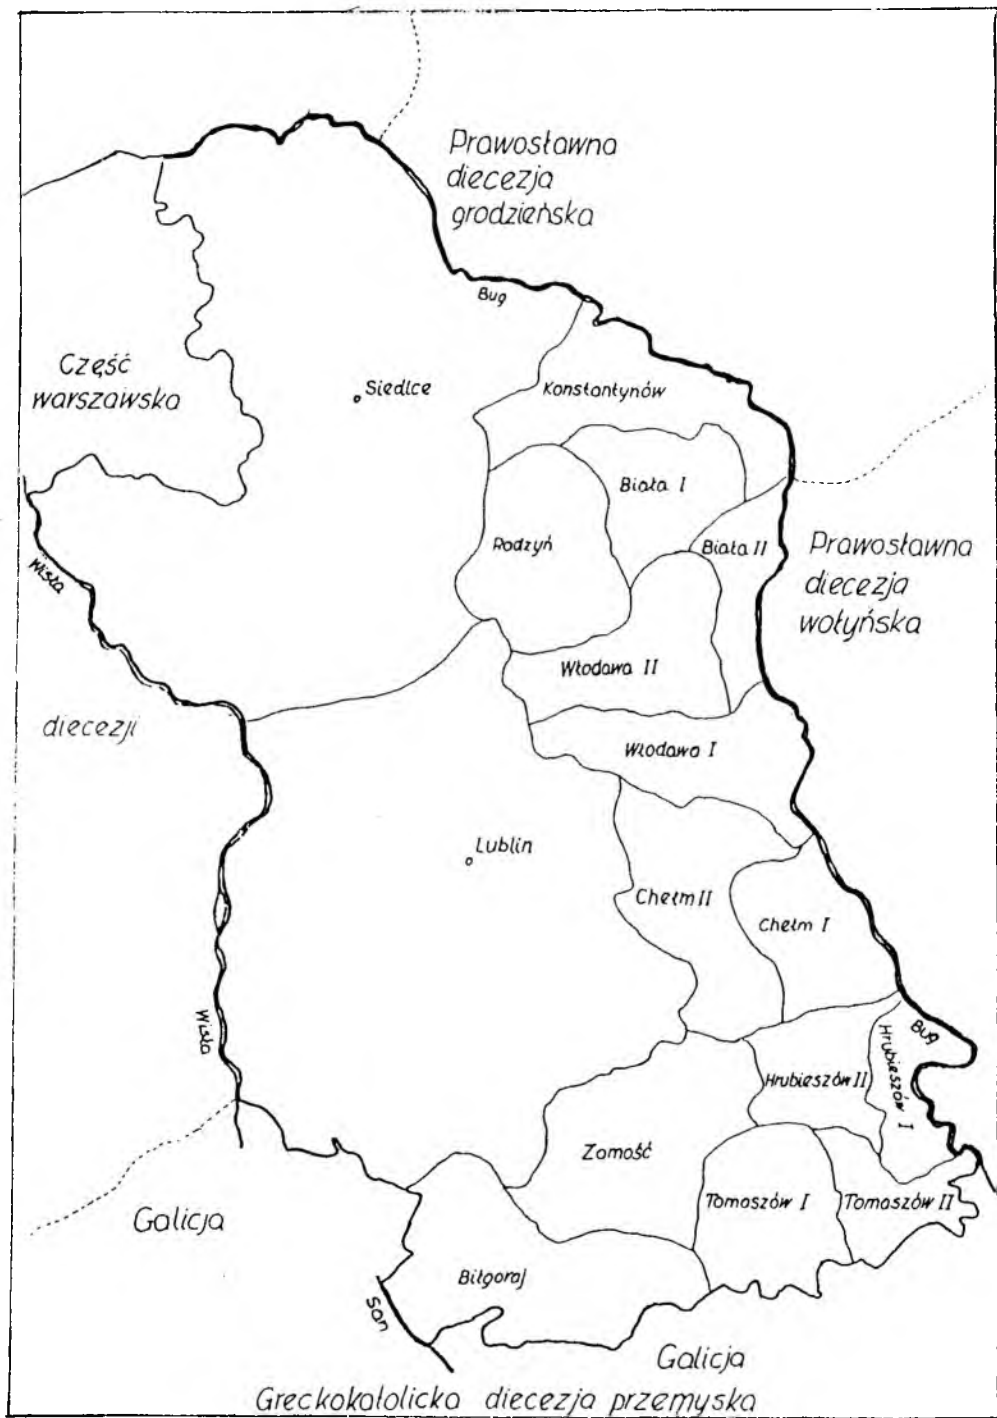 Prawosławna
diecezja
grodzieńska
Bug
Część
warszawska
Siedlce
Konstantynów
Biała I
Radzyń
Biała II
Prawosławna
diecezja
wołyńska
Wisła
Włodawa II
diecezji
Włodawa I
Lublin
Chełm II
Chełm I
Wisła
Bug
Hrubieszów II
Hrubieszów I
Zamość
Tomaszów I
Tomaszów II
Galicja
Biłgoraj
San
Galicja
Greckokatolicka diecezja przemyska